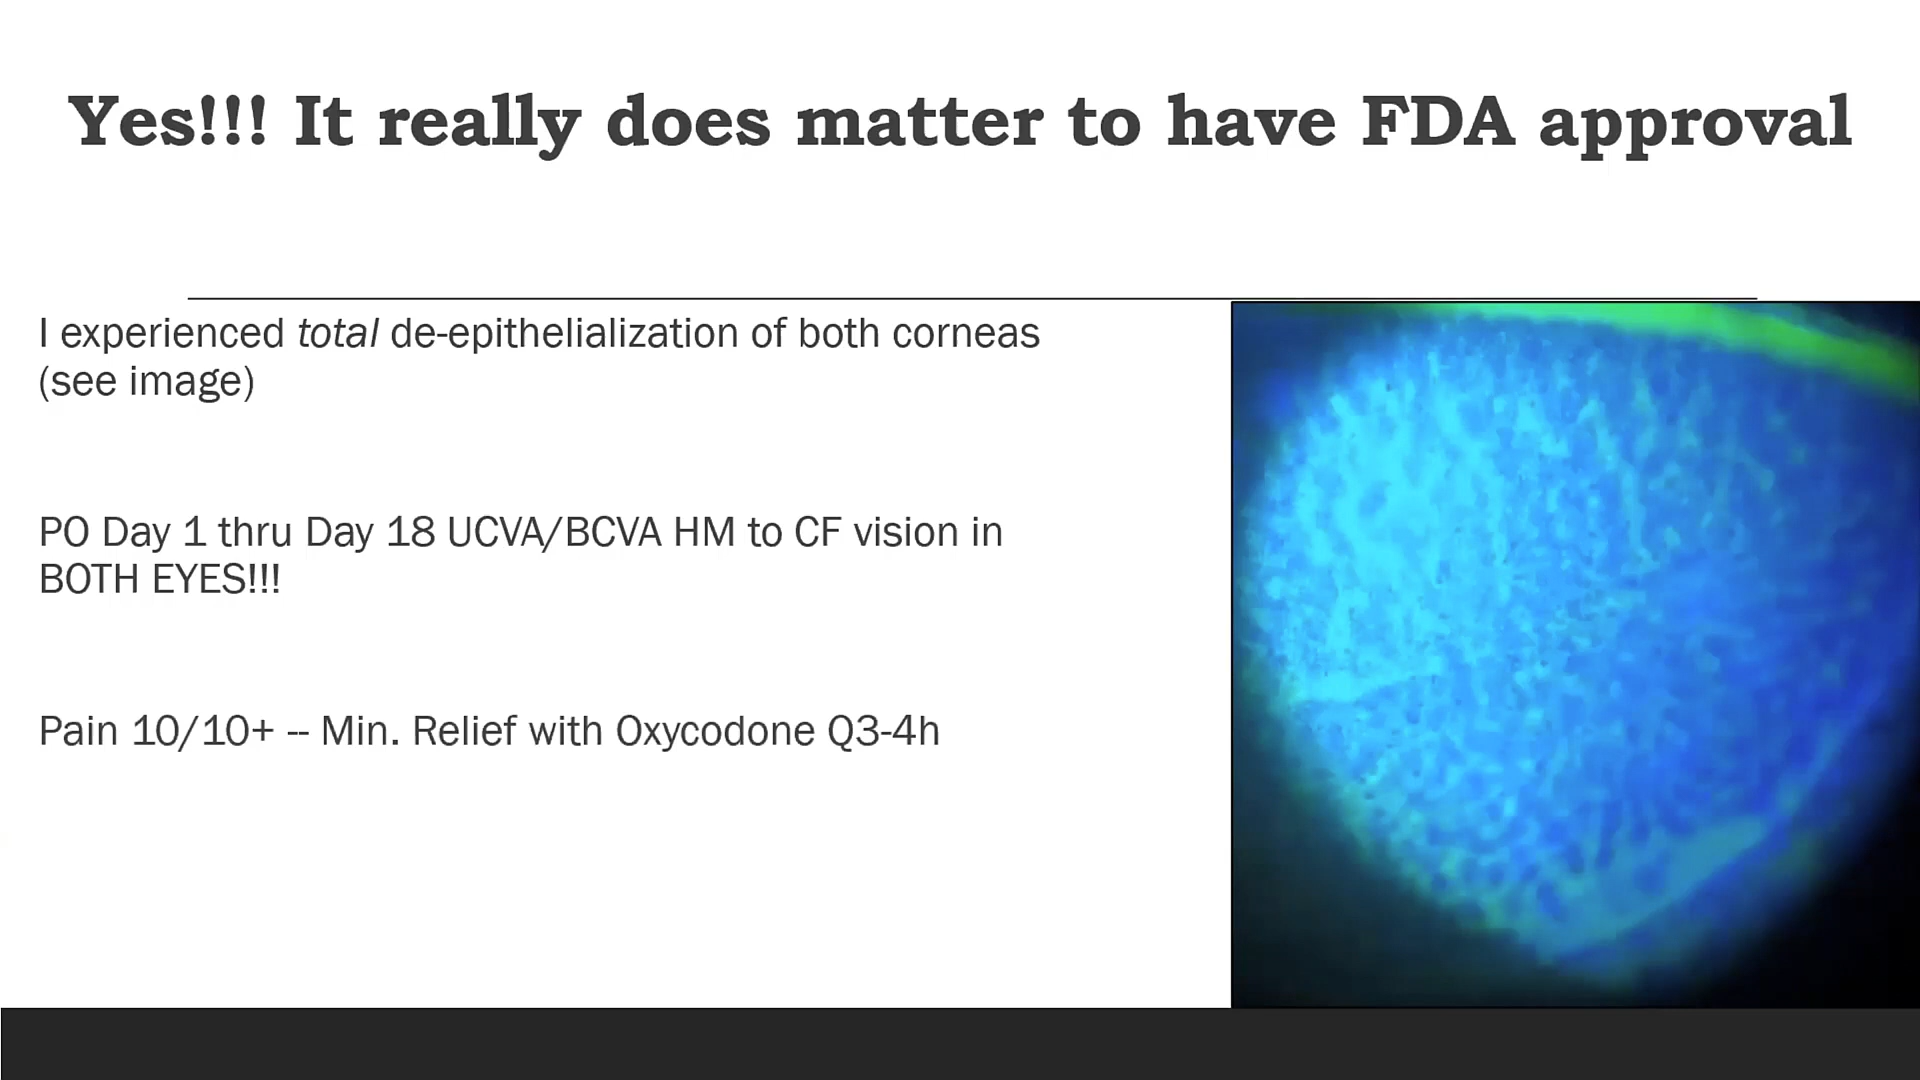 Yes!!! It really does matter to have FDA approval
I experienced total de-epithelialization of both corneas
(see image)
PO Day 1 thru Day 18 UCVA/BCVA HM to CF vision in
BOTH EYES!!!
Pain 10/10+ -- Min. Relief with Oxycodone Q3-4h